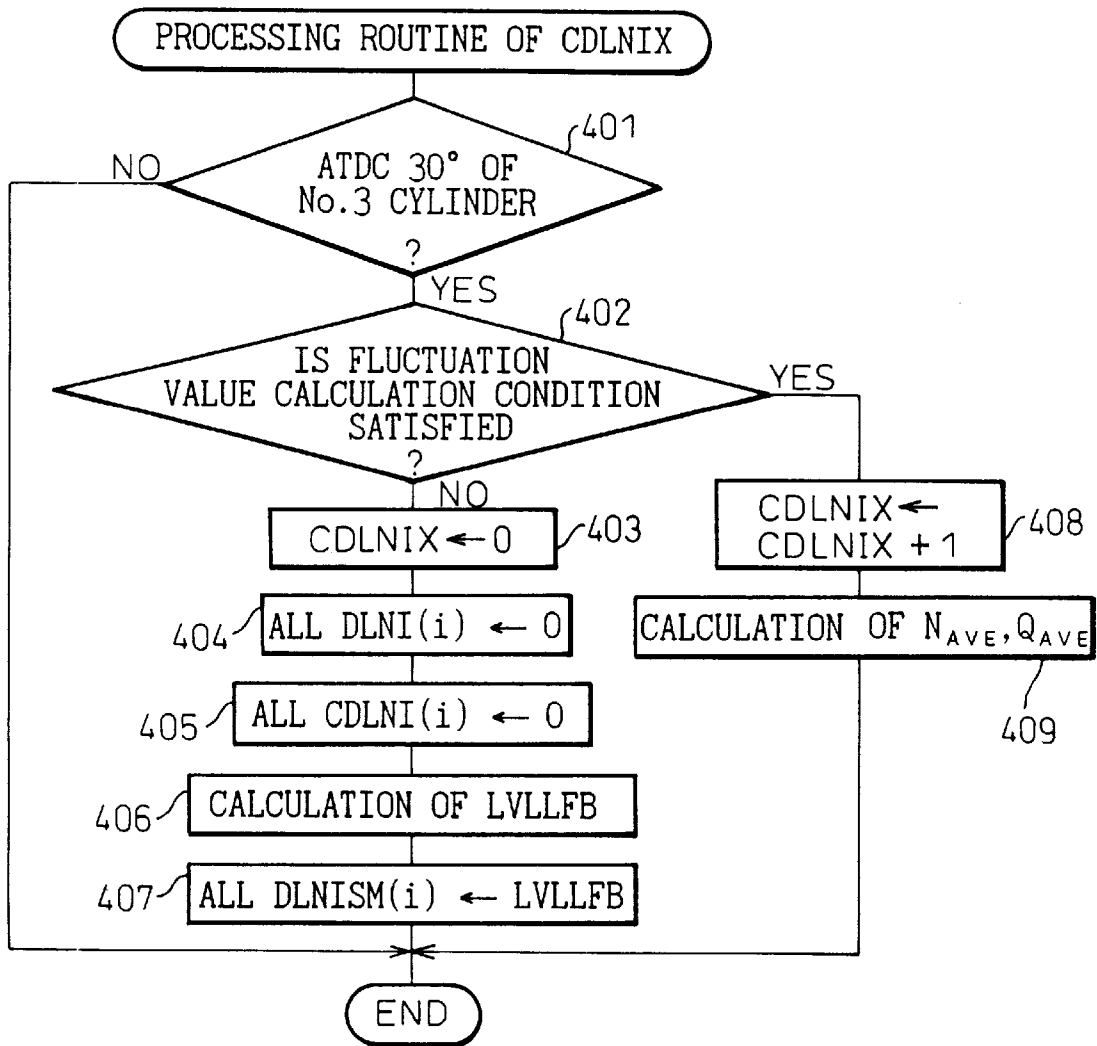 PROCESSING ROUTINE OF CDLNIX
401
NO
ATDC 30° OF
No.3 CYLINDER
?
YES
402
IS FLUCTUATION
VALUE CALCULATION CONDITION
SATISFIED
?
YES
NO
CDLNIX ← 0
403
CDLNIX ←
CDLNIX + 1
408
404
ALL DLNI(i) ← 0
CALCULATION OF N AVE, Q AVE
409
405
ALL CDLNI(i) ← 0
406
CALCULATION OF LVLLFB
407
ALL DLNISM(i) ← LVLLFB
END